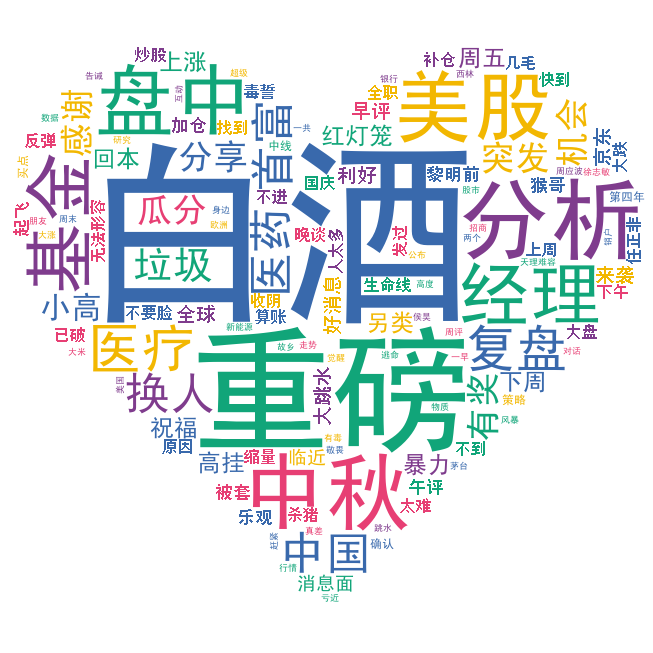 炒股
上涨
告诫
超级
互动
盘中
毒誓
数据
感谢
加仓
找到
一共
反弹
研究
回本
分享
首富
中线
红灯笼
补仓
周五
几毛
西林
银行
全职
快到
美股
早评
机会
京东
大跌
突发
黎明前
猴哥
周应波
徐志敏
买点
基金
白酒
瓜分
不进
国庆
利好
股市
分析
第四年
起飞
朋友
周末
无法形容
大涨
身边
欧洲
医药
晚谈
人太多
发过
公布
招商
两个
上周
任正非
天理难容
垃圾
收阴
好消息
生命线
高度
经理
来袭
下午
小高
不要脸
全球
算账
新能源
另类
侯昊
周评
大盘
已破
大米
医疗
重磅
故乡
走势
觉醒
逃命
一早
复盘
对话
美国
换人
大跳水
物质
有奖
下周
策略
风暴
祝福
原因
有毒
敬畏
不到
高挂
缩量
临近
暴力
茅台
被套
中秋
午评
太难
乐观
杀猪
真差
跳水
中国
确认
行情
消息面
亏近